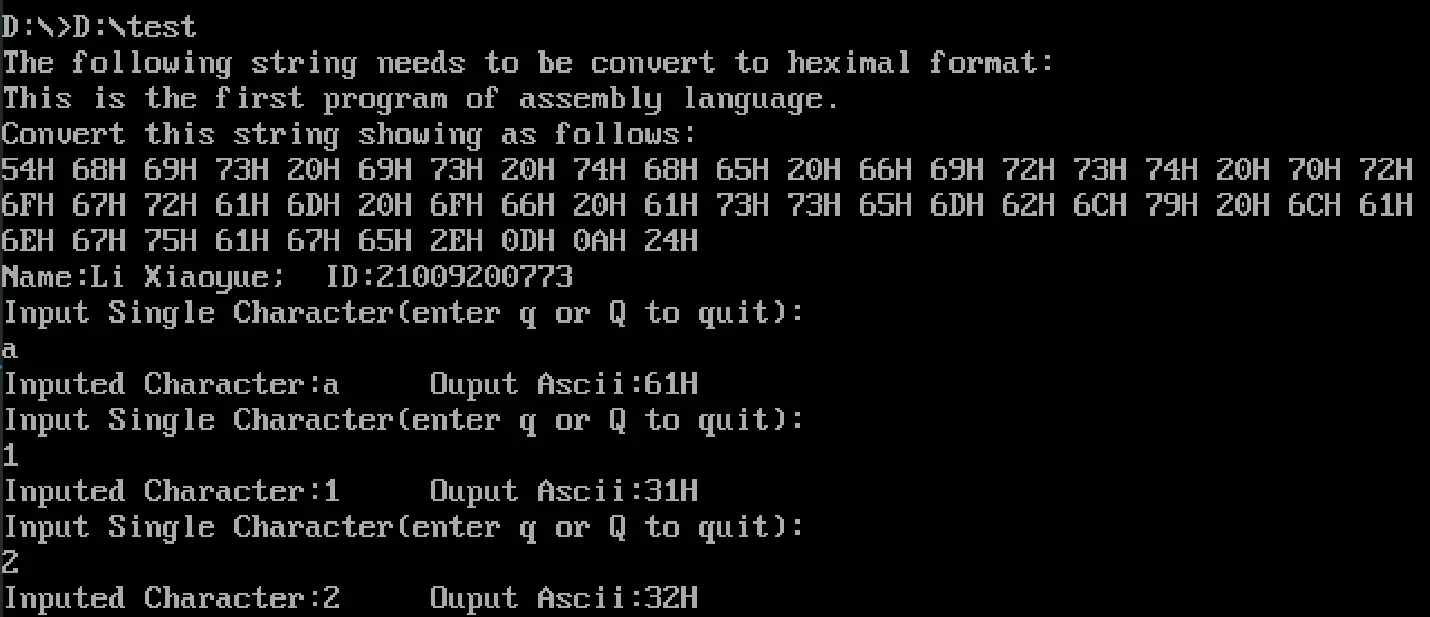 D:\>D:\test
The following string needs to be convert to heximal format:
This is the first program of assembly language.
Convert this string showing as follows:
54H 68H 69H 73H 20H 69H 73H 20H 74H 68H 65H 20H 66H 69H 72H 73H 74H 20H 70H 72H
6FH 67H 72H 61H 6DH 20H 6FH 66H 20H 61H 73H 73H 65H 6DH 62H 6CH 79H 20H 6CH 61H
6EH 67H 75H 61H 67H 65H 2EH 0DH 0AH 24H
Name:Li Xiaoyue;  ID:21009200773
Input Single Character(enter q or Q to quit):
a
Inputed Character:a     Ouput Ascii:61H
Input Single Character(enter q or Q to quit):
1
Inputed Character:1     Ouput Ascii:31H
Input Single Character(enter q or Q to quit):
2
Inputed Character:2     Ouput Ascii:32H